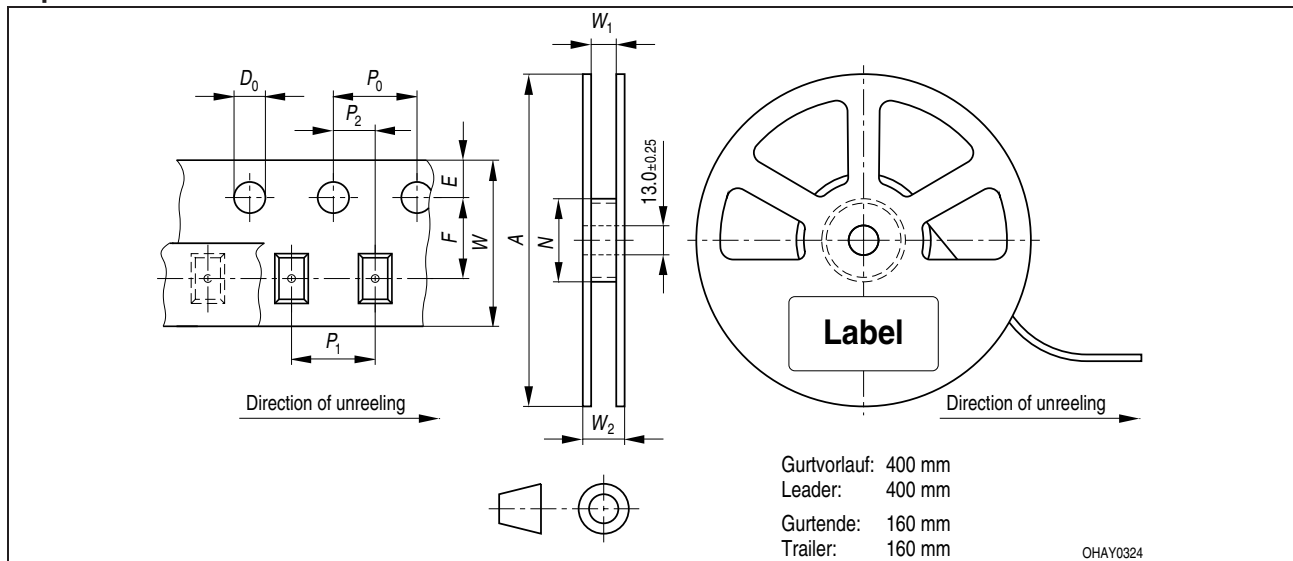 W₁
D₀
P₀
P₂
E
F
W
A
N
13.0±0.25
Label
P₁
Direction of unreeling
W₂
Direction of unreeling
Gurtvorlauf: 400 mm
Leader: 400 mm
Gurtende: 160 mm
Trailer: 160 mm
OHAY0324